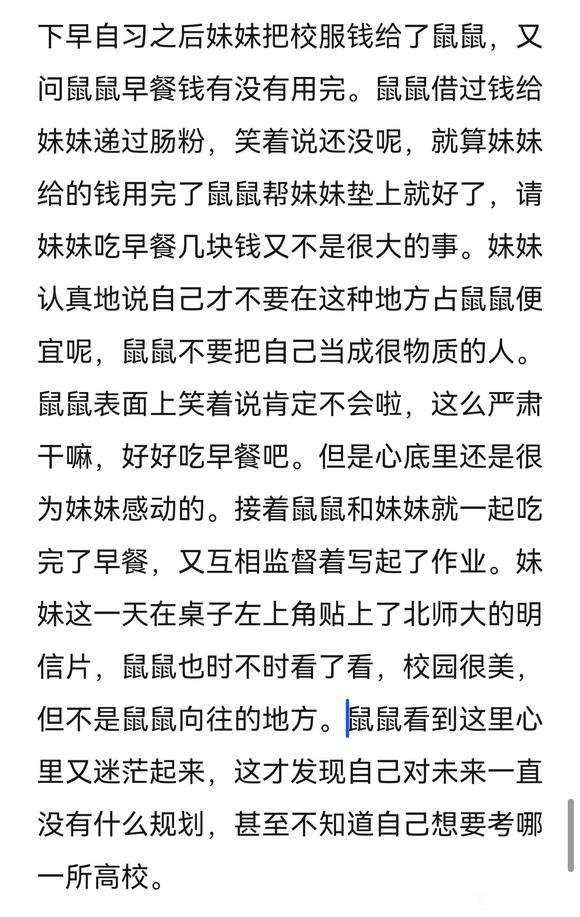 下早自习之后妹妹把校服钱给了鼠鼠，又
问鼠鼠早餐钱有没有用完。鼠鼠借过钱给
妹妹递过肠粉，笑着说还没呢，就算妹妹
给的钱用完了鼠鼠帮妹妹垫上就好了，请
妹妹吃早餐几块钱又不是很大的事。妹妹
认真地说自己才不要在这种地方占鼠鼠便
宜呢，鼠鼠不要把自己当成很物质的人。
鼠鼠表面上笑着说肯定不会啦，这么严肃
干嘛，好好吃早餐吧。但是心底里还是很
为妹妹感动的。接着鼠鼠和妹妹就一起吃
完了早餐，又互相监督着写起了作业。妹
妹这一天在桌子左上角贴上了北师大的明
信片，鼠鼠也时不时看了看，校园很美，
但不是鼠鼠向往的地方。鼠鼠看到这里心
里又迷茫起来，这才发现自己对未来一直
没有什么规划，甚至不知道自己想要考哪
一所高校。